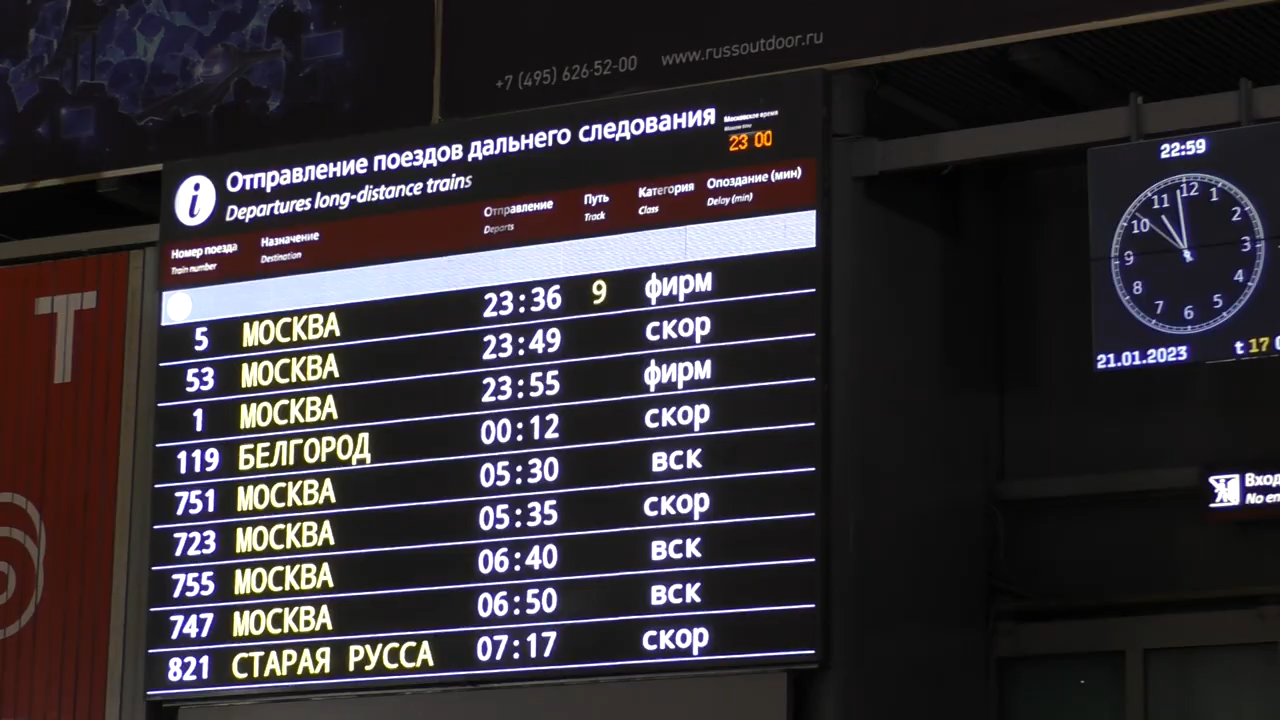 +7 (495) 626-52-00 www.russoutdoor.ru
Отправление поездов дальнего следования
Departures long-distance trains
Московское время
Moscow time
23 00
Номер поезда Назначение Отправление Путь Категория Опоздание (мин)
Train number Destination Departs Track Class Delay (min)
5 МОСКВА 23:36 9 фирм
53 МОСКВА 23:49 скор
1 МОСКВА 23:55 фирм
119 БЕЛГОРОД 00:12 скор
751 МОСКВА 05:30 вск
723 МОСКВА 05:35 скор
755 МОСКВА 06:40 вск
747 МОСКВА 06:50 вск
821 СТАРАЯ РУССА 07:17 скор
22:59
12 1 2 3 4 5 6 7 8 9 10 11
21.01.2023 t 17
Вход
No en
Т